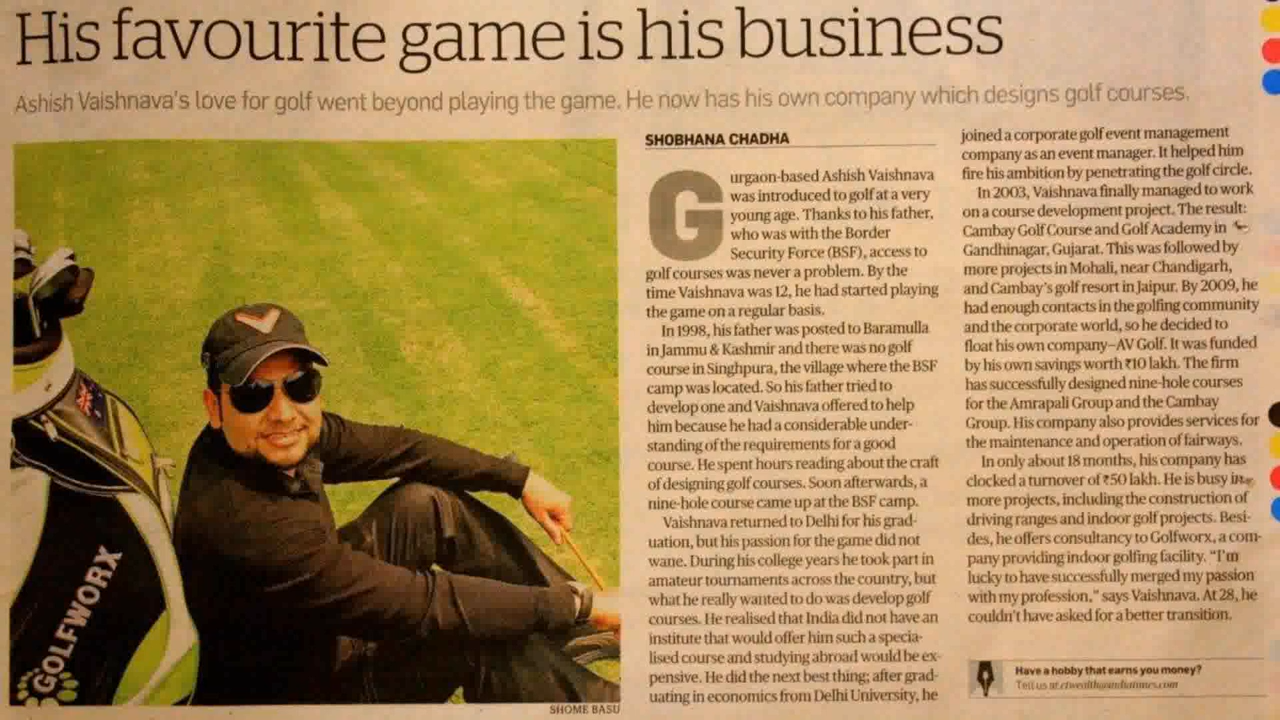 His favourite game is his business
Ashish Vaishnava's love for golf went beyond playing the game. He now has his own company which designs golf courses.
GOLFWORX
SHOME BASU
SHOBHANA CHADHA
Gurgaon-based Ashish Vaishnava
was introduced to golf at a very
young age. Thanks to his father,
who was with the Border
Security Force (BSF), access to
golf courses was never a problem. By the
time Vaishnava was 12, he had started playing
the game on a regular basis.
In 1998, his father was posted to Baramulla
in Jammu & Kashmir and there was no golf
course in Singhpura, the village where the BSF
camp was located. So his father tried to
develop one and Vaishnava offered to help
him because he had a considerable under-
standing of the requirements for a good
course. He spent hours reading about the craft
of designing golf courses. Soon afterwards, a
nine-hole course came up at the BSF camp.
Vaishnava returned to Delhi for his grad-
uation, but his passion for the game did not
wane. During his college years he took part in
amateur tournaments across the country, but
what he really wanted to do was develop golf
courses. He realised that India did not have an
institute that would offer him such a specia-
lised course and studying abroad would be ex-
pensive. He did the next best thing; after grad-
uating in economics from Delhi University, he
joined a corporate golf event management
company as an event manager. It helped him
fire his ambition by penetrating the golf circle.
In 2003, Vaishnava finally managed to work
on a course development project. The result:
Cambay Golf Course and Golf Academy in
Gandhinagar, Gujarat. This was followed by
more projects in Mohali, near Chandigarh,
and Cambay's golf resort in Jaipur. By 2009, he
had enough contacts in the golfing community
and the corporate world, so he decided to
float his own company—AV Golf. It was funded
by his own savings worth ₹10 lakh. The firm
has successfully designed nine-hole courses
for the Amrapali Group and the Cambay
Group. His company also provides services for
the maintenance and operation of fairways.
In only about 18 months, his company has
clocked a turnover of ₹50 lakh. He is busy in
more projects, including the construction of
driving ranges and indoor golf projects. Besi-
des, he offers consultancy to Golfworx, a com-
pany providing indoor golfing facility. "I'm
lucky to have successfully merged my passion
with my profession," says Vaishnava. At 28, he
couldn't have asked for a better transition.
Have a hobby that earns you money?
Tell us at etwealth@indiatimes.com